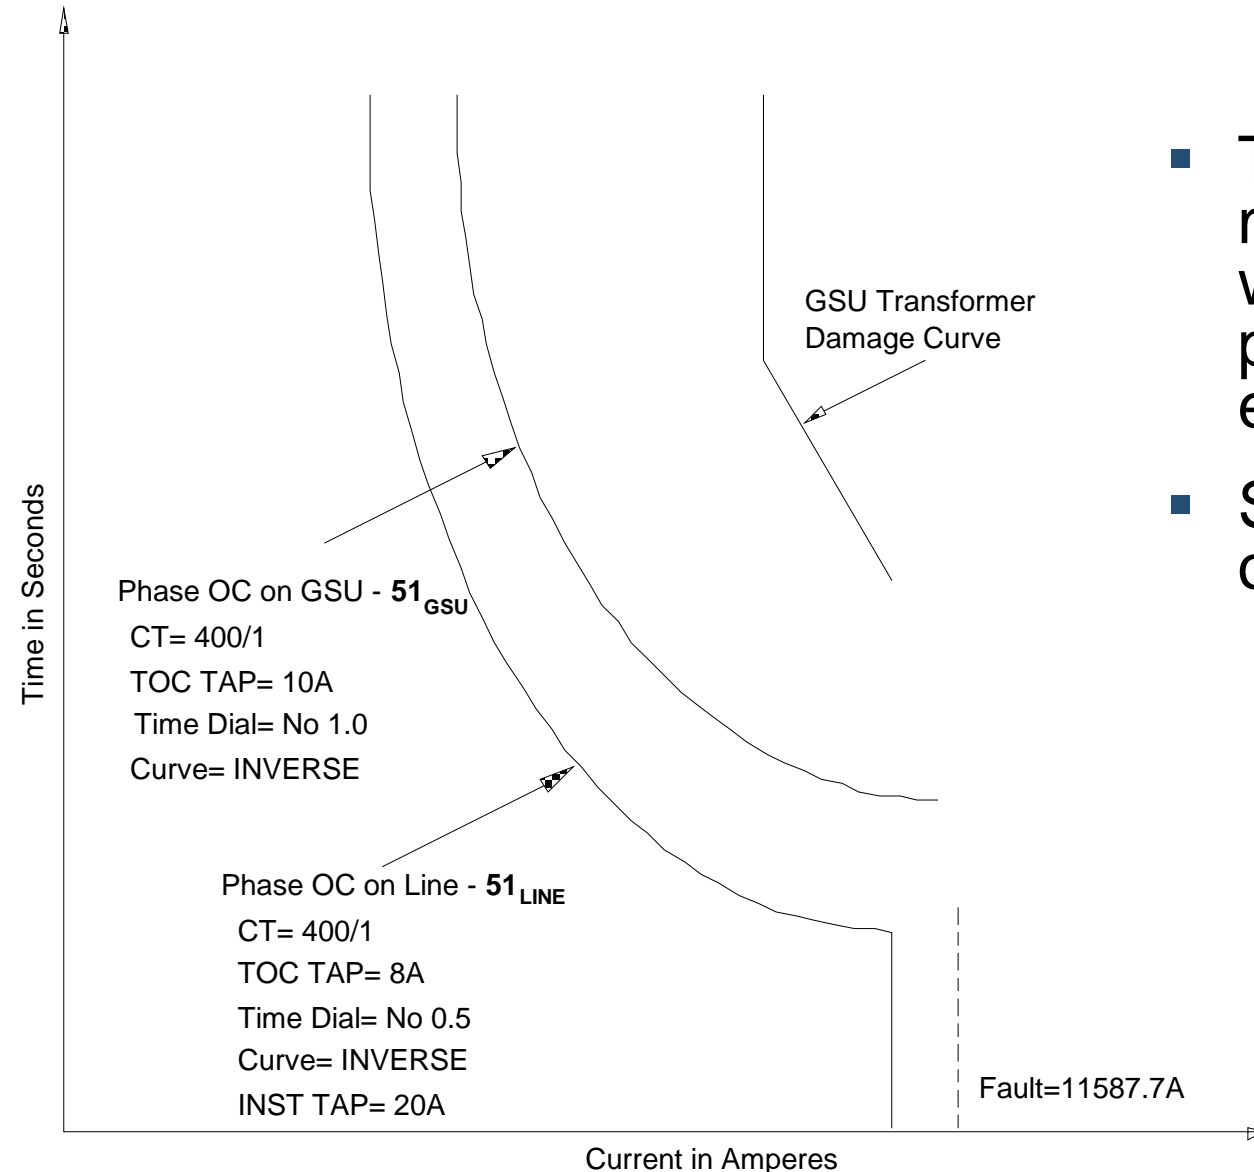 GSU Transformer
Damage Curve
Time in Seconds
Phase OC on GSU - 51GSU
CT= 400/1
TOC TAP= 10A
Time Dial= No 1.0
Curve= INVERSE
Phase OC on Line - 51LINE
CT= 400/1
TOC TAP= 8A
Time Dial= No 0.5
Curve= INVERSE
INST TAP= 20A
Fault=11587.7A
Current in Amperes